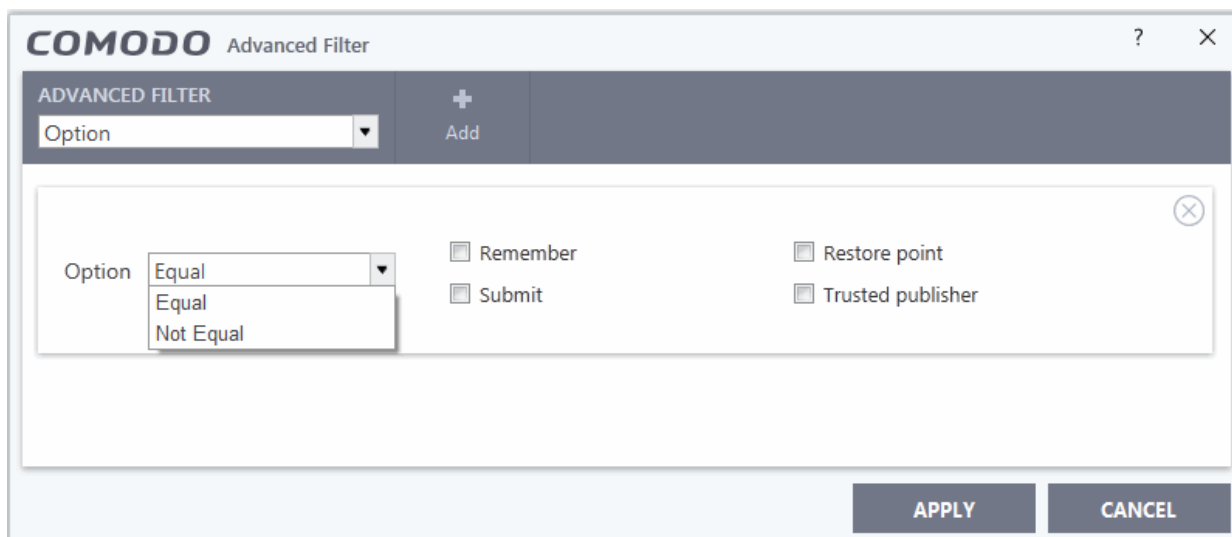 COMODO Advanced Filter ?
ADVANCED FILTER
Option
Add
Option Equal
Equal
Not Equal
Remember
Submit
Restore point
Trusted publisher
APPLY CANCEL